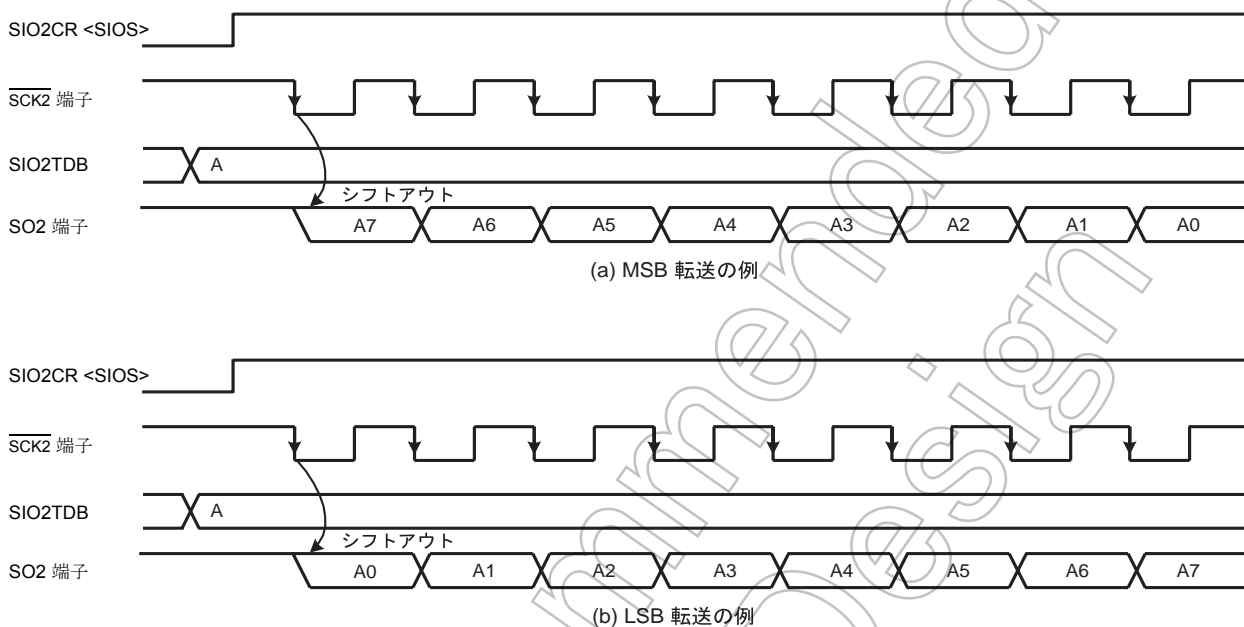 SIO2CR <SIOS>
SCK2 端子
SIO2TDB
A
シフトアウト
SO2 端子
A7 A6 A5 A4 A3 A2 A1 A0
(a) MSB 転送の例
SIO2CR <SIOS>
SCK2 端子
SIO2TDB
A
シフトアウト
SO2 端子
A0 A1 A2 A3 A4 A5 A6 A7
(b) LSB 転送の例